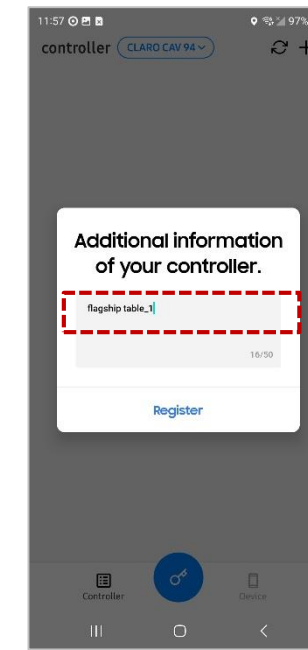 11:57 97%
controller CLARO CAV 94
Additional information
of your controller.
flagship table_1
16/50
Register
Controller Device